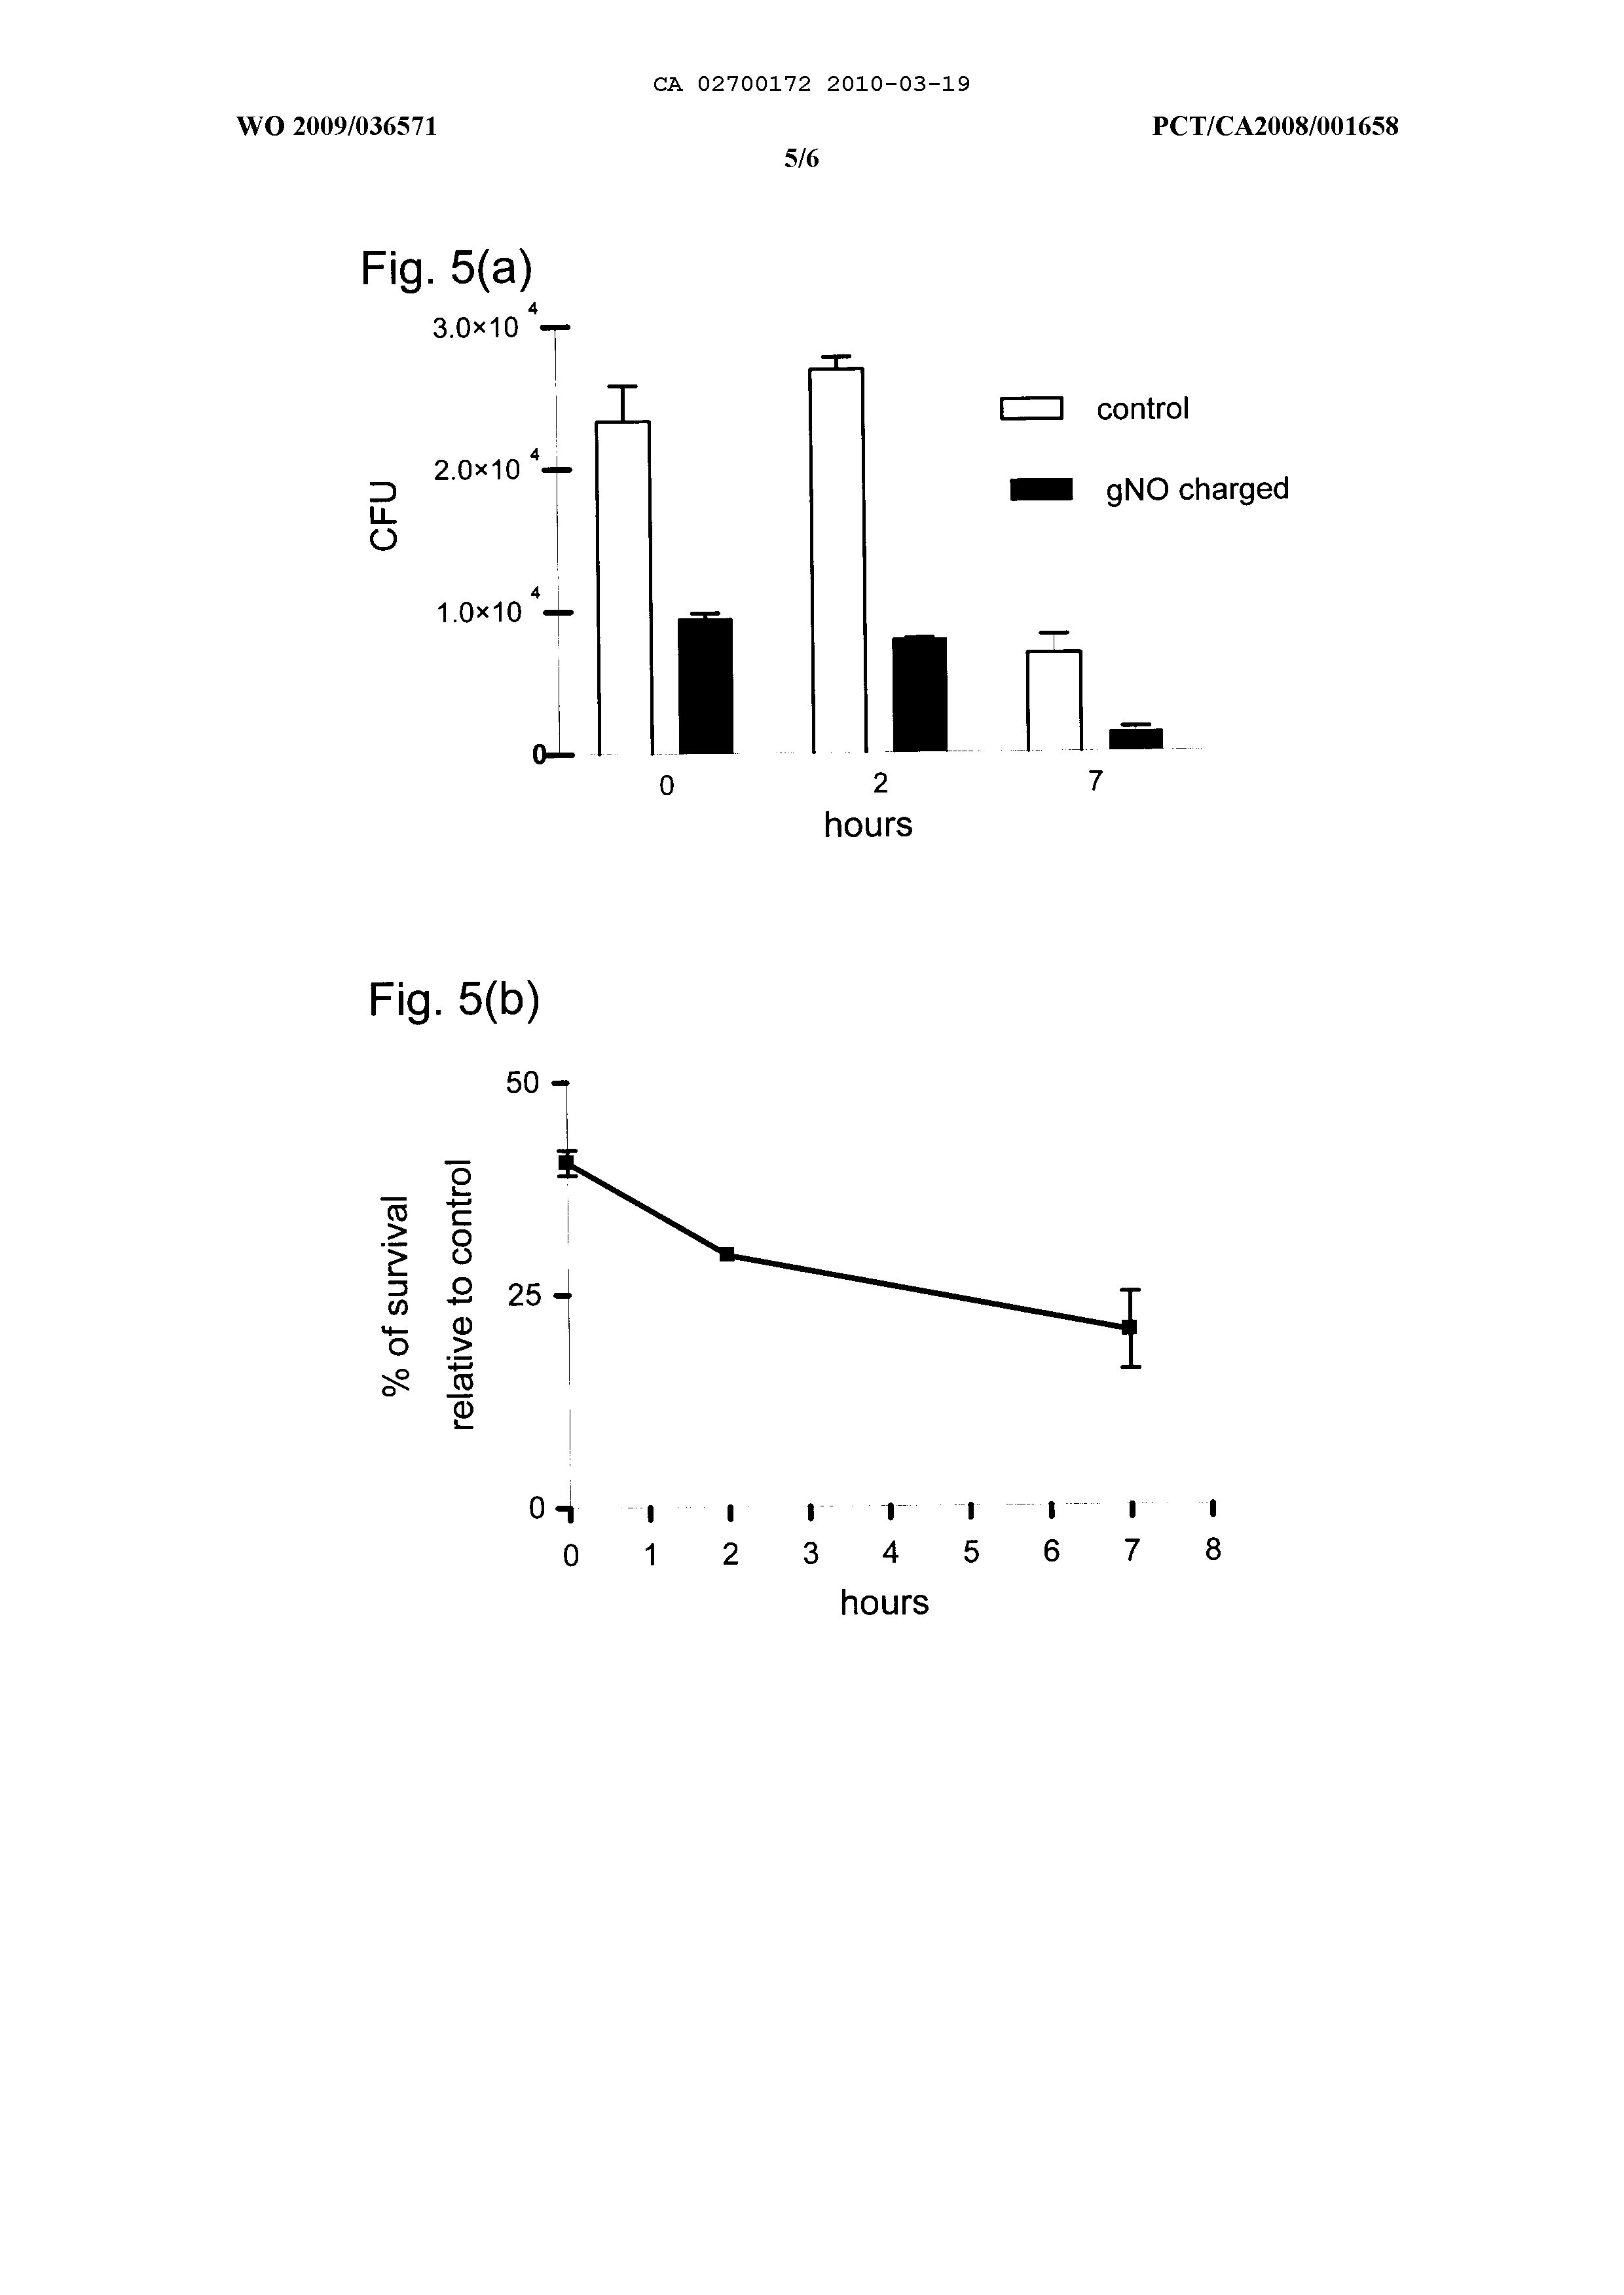 CA 02700172 2010-03-19
WO 2009/036571
PCT/CA2008/001658
5/6
Fig. 5(a)
3.0×10 4
2.0×10 4
1.0×10 4
0
CFU
control
gNO charged
0 2 7
hours
Fig. 5(b)
50
25
0
% of survival
relative to control
0 1 2 3 4 5 6 7 8
hours